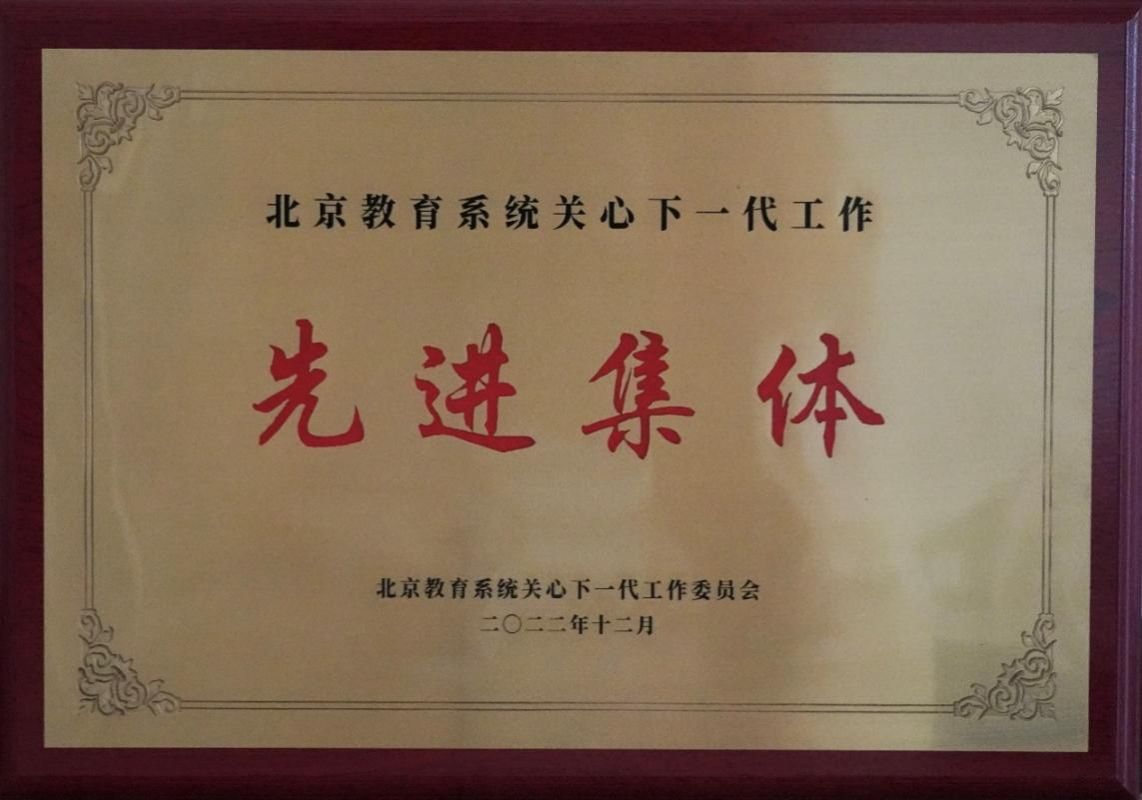 北京教育系统关心下一代工作
先进集体
北京教育系统关心下一代工作委员会
二〇二二年十二月